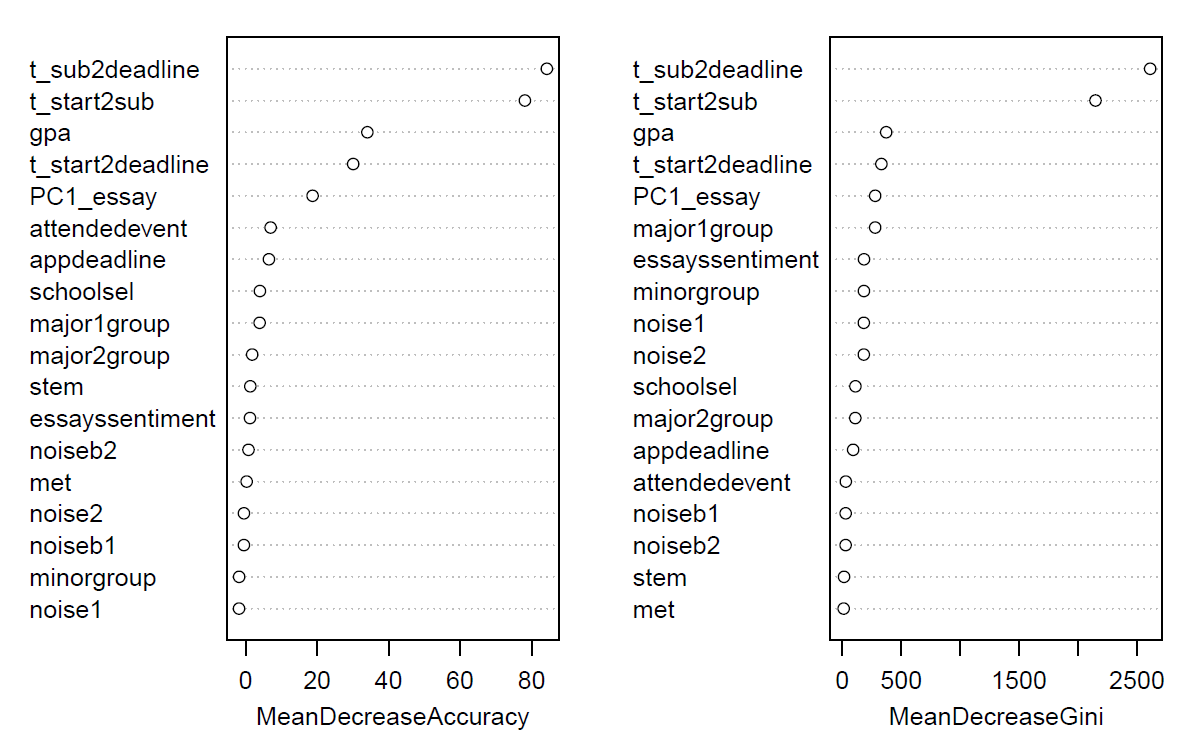 t_sub2deadline
t_start2sub
gpa
t_start2deadline
PC1_essay
attendedevent
appdeadline
schoolsel
major1group
major2group
stem
essayssentiment
noiseb2
met
noise2
noiseb1
minorgroup
noise1
0 20 40 60 80
MeanDecreaseAccuracy
t_sub2deadline
t_start2sub
gpa
t_start2deadline
PC1_essay
major1group
essayssentiment
minorgroup
noise1
noise2
schoolsel
major2group
appdeadline
attendedevent
noiseb1
noiseb2
stem
met
0 500 1500 2500
MeanDecreaseGini